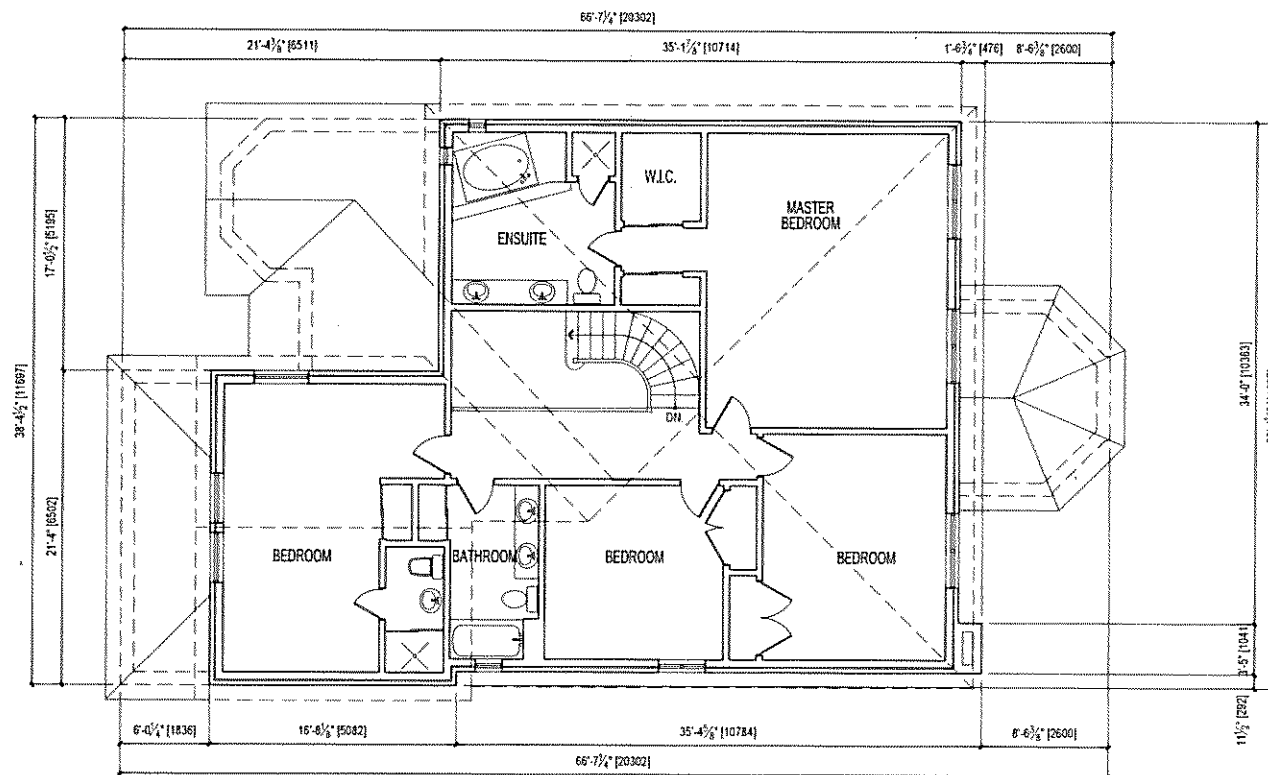 66'-7¼" [20302]
21'-4⅜" [6511]
35'-1⅞" [10714]
1'-6¾" [476]
8'-6⅜" [2600]
38'-4½" [11697]
17'-0½" [5195]
21'-4" [6502]
W.I.C.
MASTER
BEDROOM
ENSUITE
DN.
BEDROOM
BATHROOM
BEDROOM
BEDROOM
34'-0" [10363]
3'-5" [1041]
11½" [292]
6'-0¼" [1836]
16'-8⅛" [5082]
35'-4⅝" [10784]
8'-6⅜" [2600]
66'-7¼" [20302]